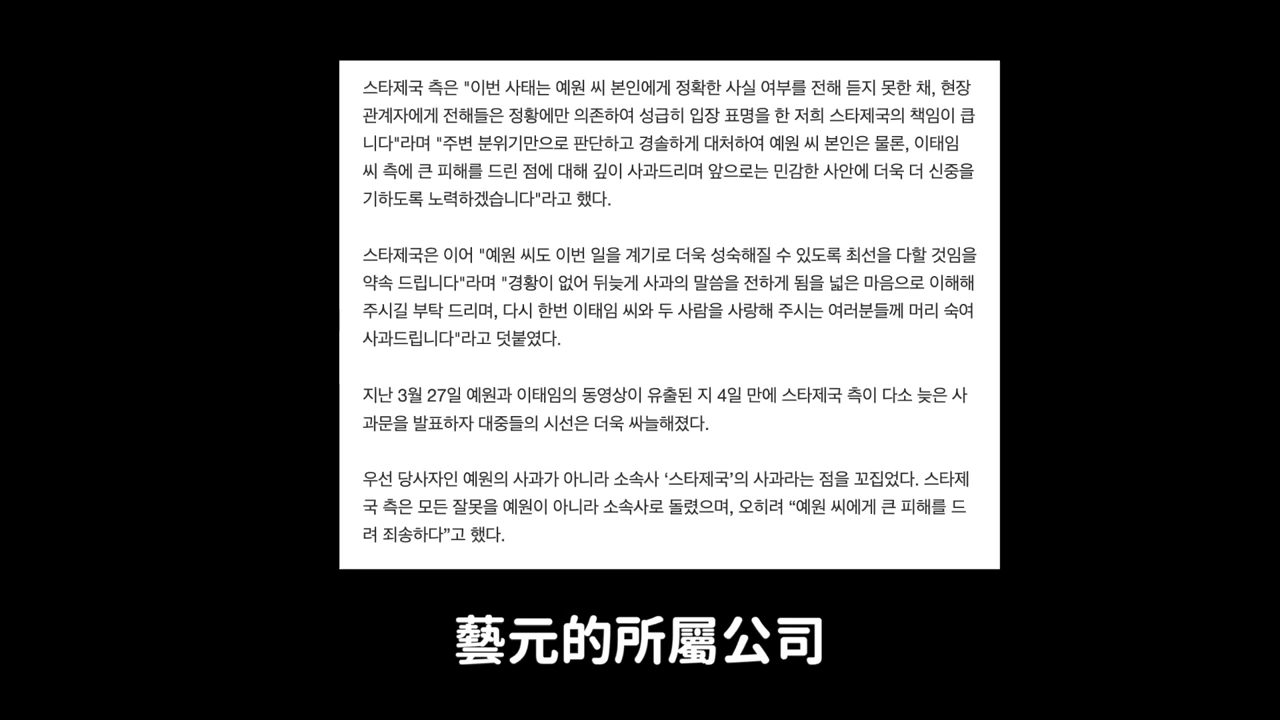 스타제국 측은 "이번 사태는 예원 씨 본인에게 정확한 사실 여부를 전해 듣지 못한 채, 현장
관계자에게 전해들은 정황에만 의존하여 성급히 입장 표명을 한 저희 스타제국의 책임이 큽
니다"라며 "주변 분위기만으로 판단하고 경솔하게 대처하여 예원 씨 본인은 물론, 이태임
씨 측에 큰 피해를 드린 점에 대해 깊이 사과드리며 앞으로는 민감한 사안에 더욱 더 신중을
기하도록 노력하겠습니다"라고 했다.
스타제국은 이어 "예원 씨도 이번 일을 계기로 더욱 성숙해질 수 있도록 최선을 다할 것임을
약속 드립니다"라며 "경황이 없어 뒤늦게 사과의 말씀을 전하게 됨을 넓은 마음으로 이해해
주시길 부탁 드리며, 다시 한번 이태임 씨와 두 사람을 사랑해 주시는 여러분들께 머리 숙여
사과드립니다"라고 덧붙였다.
지난 3월 27일 예원과 이태임의 동영상이 유출된 지 4일 만에 스타제국 측이 다소 늦은 사
과문을 발표하자 대중들의 시선은 더욱 싸늘해졌다.
우선 당사자인 예원의 사과가 아니라 소속사 ‘스타제국’의 사과라는 점을 꼬집었다. 스타제
국 측은 모든 잘못을 예원이 아니라 소속사로 돌렸으며, 오히려 “예원 씨에게 큰 피해를 드
려 죄송하다”고 했다.
藝元的所屬公司